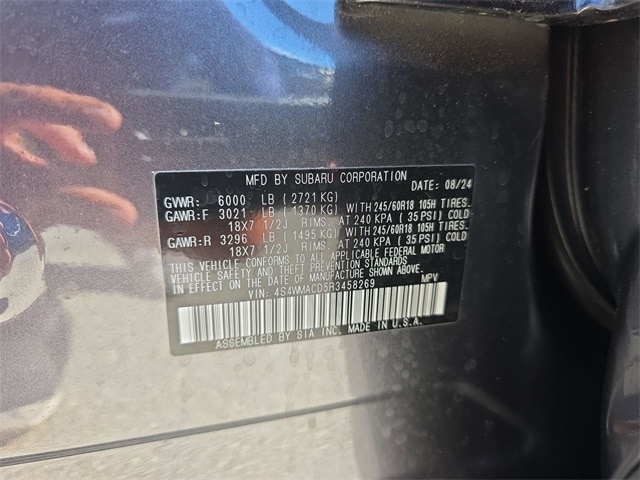 MFD BY SUBARU CORPORATION DATE: 08/24
GVWR: 6000 LB ( 2721 KG)
GAWR:F 3021 LB ( 1370 KG) WITH 245/60R18 105H TIRES.
18X7 1/2J RIMS AT 240 KPA ( 35 PSI) COLD
GAWR:R 3296 LB ( 1495 KG) WITH 245/60R18 105H TIRES.
18X7 1/2J RIMS AT 240 KPA ( 35 PSI) COLD
THIS VEHICLE CONFORMS TO ALL APPLICABLE FEDERAL MOTOR
VEHICLE SAFETY AND THEFT PREVENTION STANDARDS
IN EFFECT ON THE DATE OF MANUFACTURE SHOWN ABOVE.
VIN: 4S4WMACD5R3458269 MPV
ASSEMBLED BY SIA INC. MADE IN U.S.A.